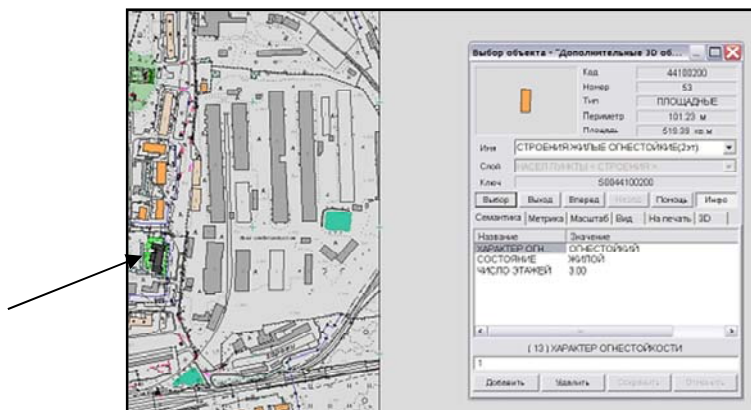 Выбор объекта - "Дополнительные 3D об...
Код 44100200
Номер 53
Тип ПЛОЩАДНЫЕ
Периметр 101.23 м
Площадь 519.39 кв.м
Имя СТРОЕНИЯ ЖИЛЫЕ ОГНЕСТОЙКИЕ(2эт)
Слой НАСЕЛ.ПУНКТЫ < СТРОЕНИЯ >
Ключ S0044100200
Выбор Выход Вперед Назад Помощь Инфо
Семантика Метрика Масштаб Вид На печать 3D
Название Значение
ХАРАКТЕР ОГН. ОГНЕСТОЙКИЙ
СОСТОЯНИЕ ЖИЛОЙ
ЧИСЛО ЭТАЖЕЙ 3.00
( 13 ) ХАРАКТЕР ОГНЕСТОЙКОСТИ
1
Добавить Удалить Сохранить Отменить